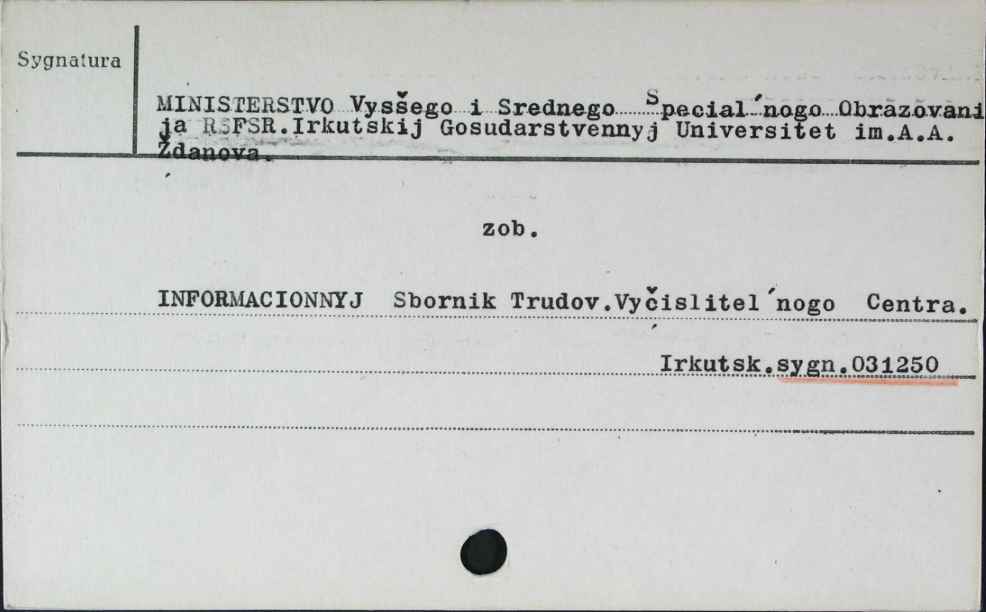 Sygnatura
MINISTERSTVO Vysšego i Srednego Special´nogo Obrazovani
ja RSFSR.Irkutskij Gosudarstvennyj Universitet im.A.A.
Ždanova.
zob.
INFORMACIONNYJ Sbornik Trudov.Vyčislitel´nogo Centra.
Irkutsk.sygn.031250